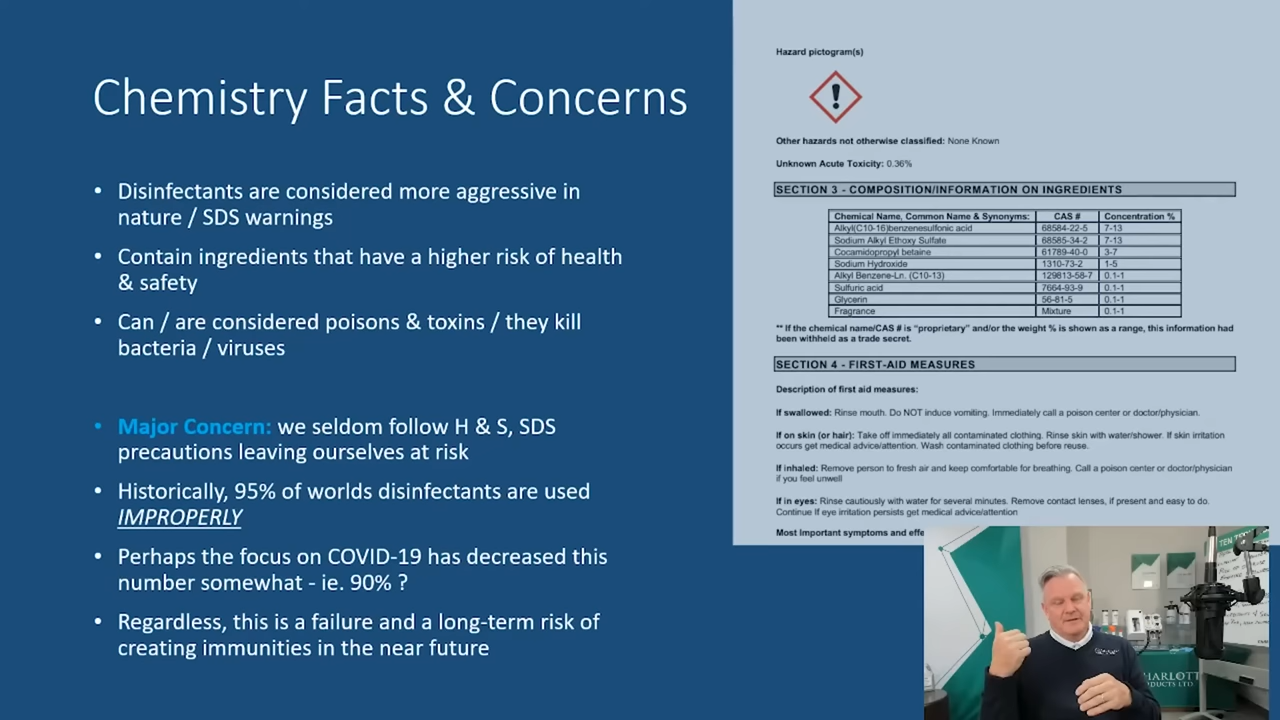 Chemistry Facts & Concerns
• Disinfectants are considered more aggressive in
nature / SDS warnings
• Contain ingredients that have a higher risk of health
& safety
• Can / are considered poisons & toxins / they kill
bacteria / viruses
• Major Concern: we seldom follow H & S, SDS
precautions leaving ourselves at risk
• Historically, 95% of worlds disinfectants are used
IMPROPERLY
• Perhaps the focus on COVID-19 has decreased this
number somewhat - ie. 90% ?
• Regardless, this is a failure and a long-term risk of
creating immunities in the near future
Hazard pictogram(s)
Other hazards not otherwise classified: None Known
Unknown Acute Toxicity: 0.36%
SECTION 3 - COMPOSITION/INFORMATION ON INGREDIENTS
Chemical Name, Common Name & Synonyms: CAS # Concentration %
Alkyl(C10-16)benzenesulfonic acid 68584-22-5 7-13
Sodium Alkyl Ethoxy Sulfate 68585-34-2 7-13
Cocamidopropyl betaine 61789-40-0 3-7
Sodium Hydroxide 1310-73-2 1-5
Alkyl Benzene-Ln. (C10-13) 129813-58-7 0.1-1
Sulfuric acid 7664-93-9 0.1-1
Glycerin 56-81-5 0.1-1
Fragrance Mixture 0.1-1
** If the chemical name/CAS # is "proprietary" and/or the weight % is shown as a range, this information had
been withheld as a trade secret.
SECTION 4 - FIRST-AID MEASURES
Description of first aid measures:
If swallowed: Rinse mouth. Do NOT induce vomiting. Immediately call a poison center or doctor/physician.
If on skin (or hair): Take off immediately all contaminated clothing. Rinse skin with water/shower. If skin irritation
occurs get medical advice/attention. Wash contaminated clothing before reuse.
If inhaled: Remove person to fresh air and keep comfortable for breathing. Call a poison center or doctor/physician
if you feel unwell
If in eyes: Rinse cautiously with water for several minutes. Remove contact lenses, if present and easy to do.
Continue If eye irritation persists get medical advice/attention
Most Important symptoms and effe
TEN
HARLOTT
ODUCTS LTD.